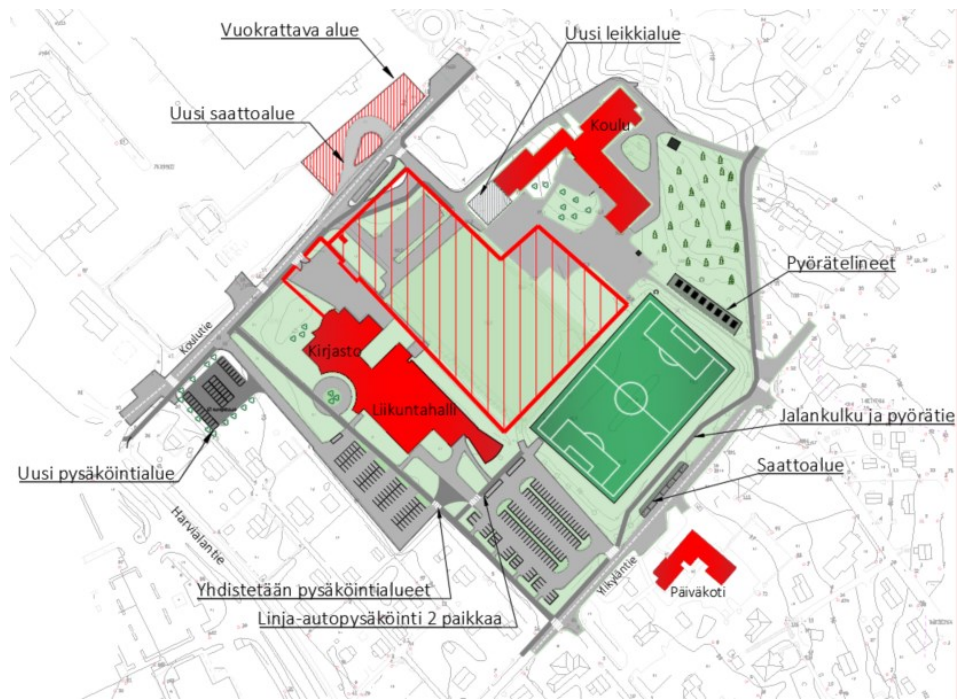 Vuokrattava alue
Uusi leikkialue
Uusi saattoalue
Koulu
Pyörätelineet
Koulutie
Kirjasto
Liikuntahalli
Jalankulku ja pyörätie
Uusi pysäköintialue
Saattoalue
Harvialantie
Ylikyläntie
Päiväkoti
Yhdistetään pysäköintialueet
Linja-autopysäköinti 2 paikkaa